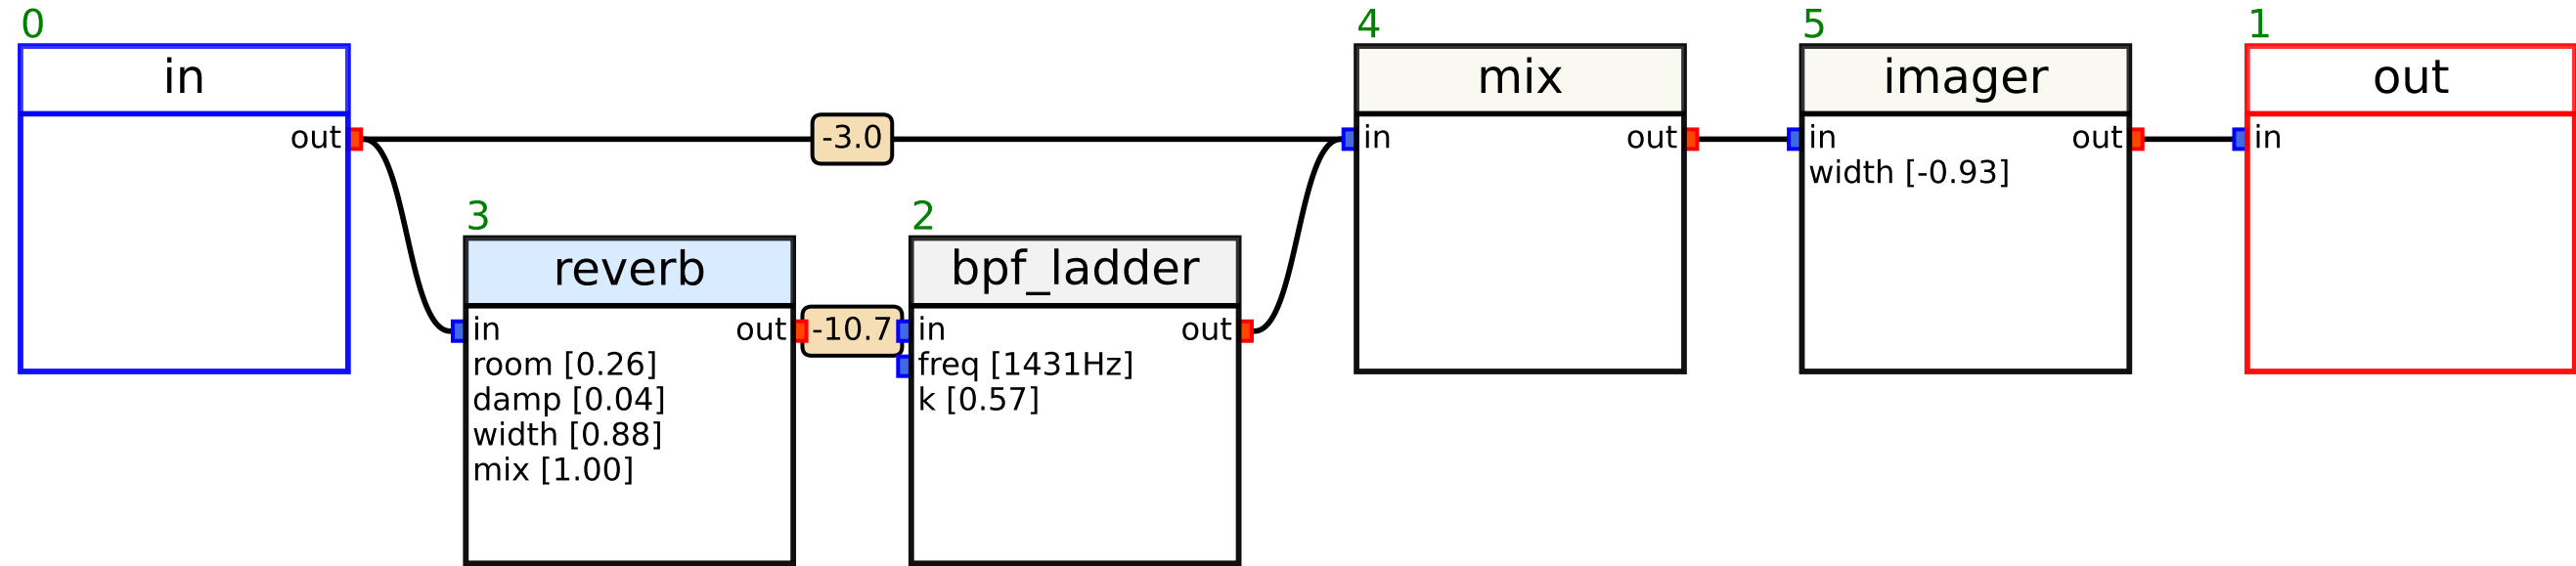 0
in
out
-3.0
3
reverb
in
out
room [0.26]
damp [0.04]
width [0.88]
mix [1.00]
-10.7
2
bpf_ladder
in
out
freq [1431Hz]
k [0.57]
4
mix
in
out
5
imager
in
out
width [-0.93]
1
out
in